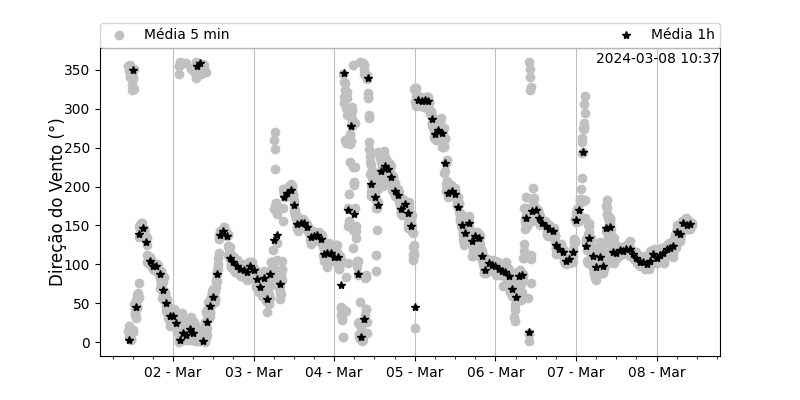 Média 5 min
Média 1h
2024-03-08 10:37
Direção do Vento (°)
350
300
250
200
150
100
50
0
02 - Mar
03 - Mar
04 - Mar
05 - Mar
06 - Mar
07 - Mar
08 - Mar